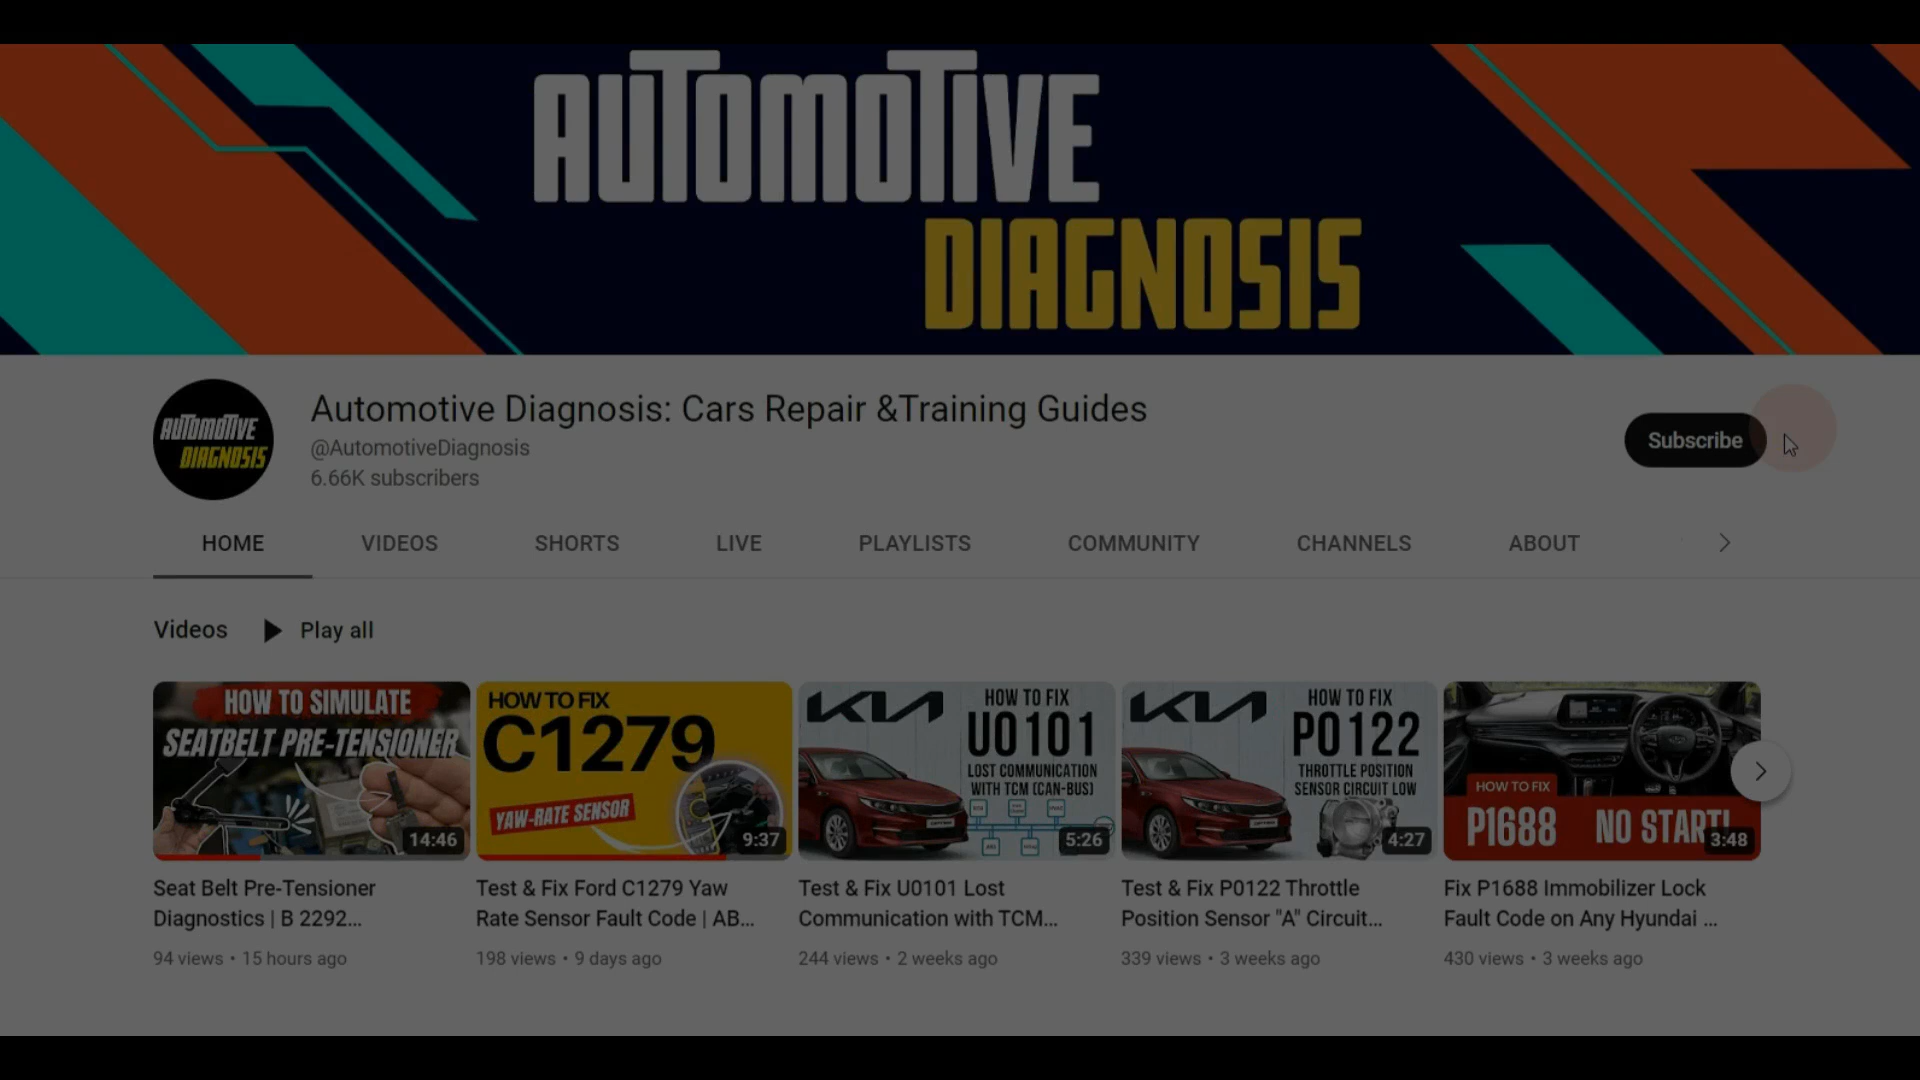 AUTOMOTIVE
DIAGNOSIS
AUTOMOTIVE
DIAGNOSIS
Automotive Diagnosis: Cars Repair &Training Guides
@AutomotiveDiagnosis
6.66K subscribers
Subscribe
HOME VIDEOS SHORTS LIVE PLAYLISTS COMMUNITY CHANNELS ABOUT
Videos Play all
HOW TO SIMULATE
SEATBELT PRE-TENSIONER
14:46
HOW TO FIX
C1279
YAW-RATE SENSOR
9:37
KIA
HOW TO FIX
U0101
LOST COMMUNICATION
WITH TCM (CAN-BUS)
5:26
KIA
HOW TO FIX
P0122
THROTTLE POSITION
SENSOR CIRCUIT LOW
4:27
HOW TO FIX
P1688 NO START!
3:48
Seat Belt Pre-Tensioner
Diagnostics | B 2292...
94 views • 15 hours ago
Test & Fix Ford C1279 Yaw
Rate Sensor Fault Code | AB...
198 views • 9 days ago
Test & Fix U0101 Lost
Communication with TCM...
244 views • 2 weeks ago
Test & Fix P0122 Throttle
Position Sensor "A" Circuit...
339 views • 3 weeks ago
Fix P1688 Immobilizer Lock
Fault Code on Any Hyundai ...
430 views • 3 weeks ago